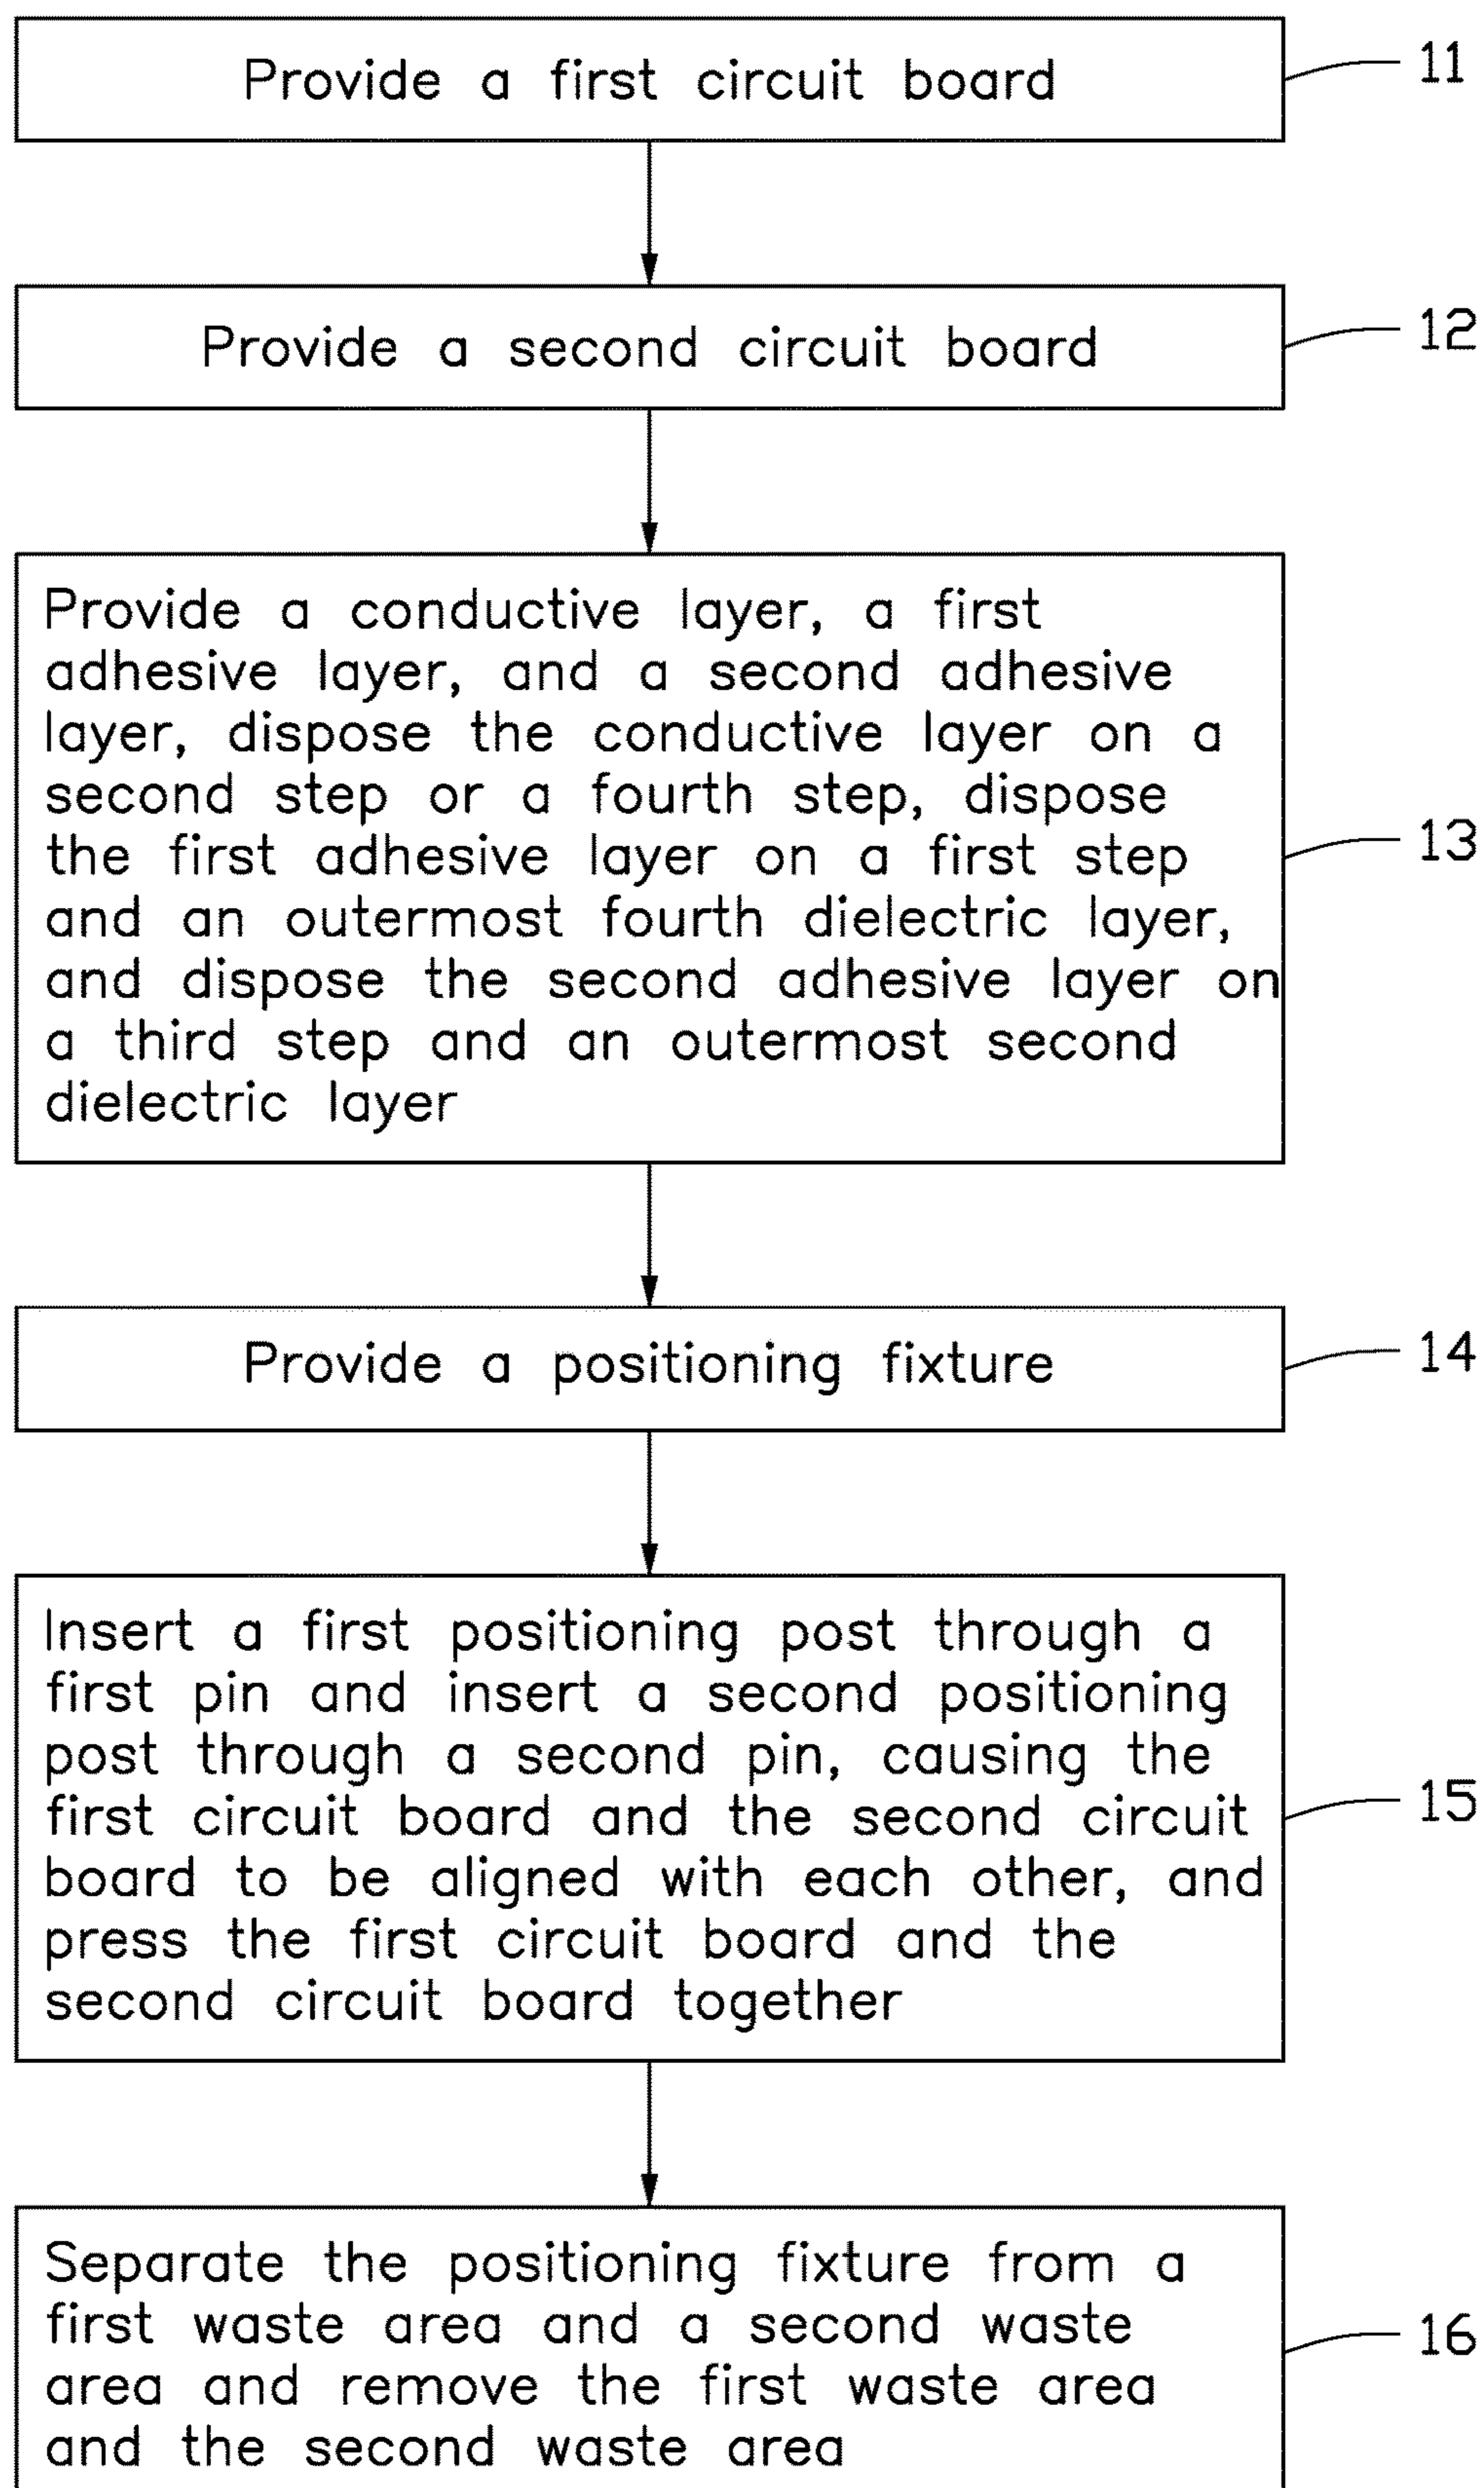 Provide a first circuit board
11
Provide a second circuit board
12
Provide a conductive layer, a first
adhesive layer, and a second adhesive
layer, dispose the conductive layer on a
second step or a fourth step, dispose
the first adhesive layer on a first step
and an outermost fourth dielectric layer,
and dispose the second adhesive layer on
a third step and an outermost second
dielectric layer
13
Provide a positioning fixture
14
Insert a first positioning post through a
first pin and insert a second positioning
post through a second pin, causing the
first circuit board and the second circuit
board to be aligned with each other, and
press the first circuit board and the
second circuit board together
15
Separate the positioning fixture from a
first waste area and a second waste
area and remove the first waste area
and the second waste area
16